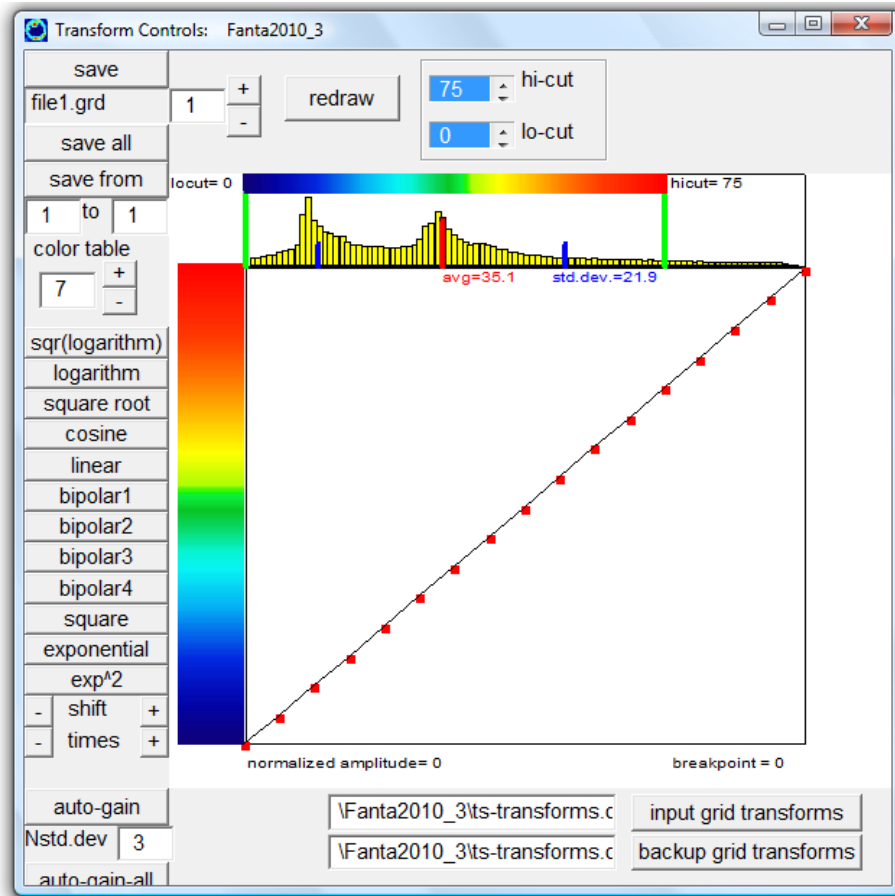 Transform Controls: Fanta2010_3
save
file1.grd
1
+
-
redraw
75
hi-cut
0
lo-cut
save all
save from
1 to 1
color table
7
+
-
locut= 0
hicut= 75
avg=35.1
std.dev.=21.9
sqr(logarithm)
logarithm
square root
cosine
linear
bipolar1
bipolar2
bipolar3
bipolar4
square
exponential
exp^2
- shift +
- times +
normalized amplitude= 0
breakpoint = 0
auto-gain
Nstd.dev 3
auto-gain-all
\Fanta2010_3\ts-transforms.c
input grid transforms
\Fanta2010_3\ts-transforms.c
backup grid transforms